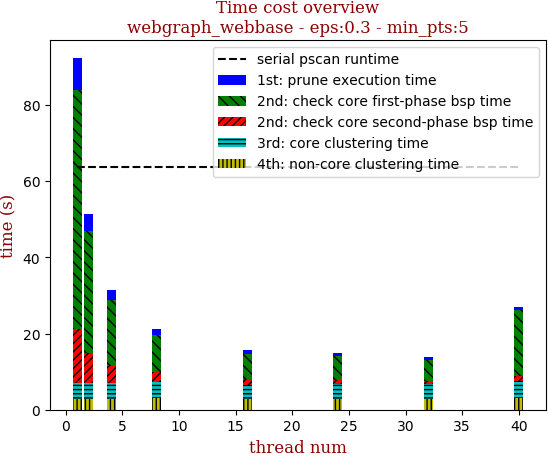 Time cost overview
webgraph_webbase - eps:0.3 - min_pts:5
serial pscan runtime
1st: prune execution time
2nd: check core first-phase bsp time
2nd: check core second-phase bsp time
3rd: core clustering time
4th: non-core clustering time
time (s)
80
60
40
20
0
0 5 10 15 20 25 30 35 40
thread num